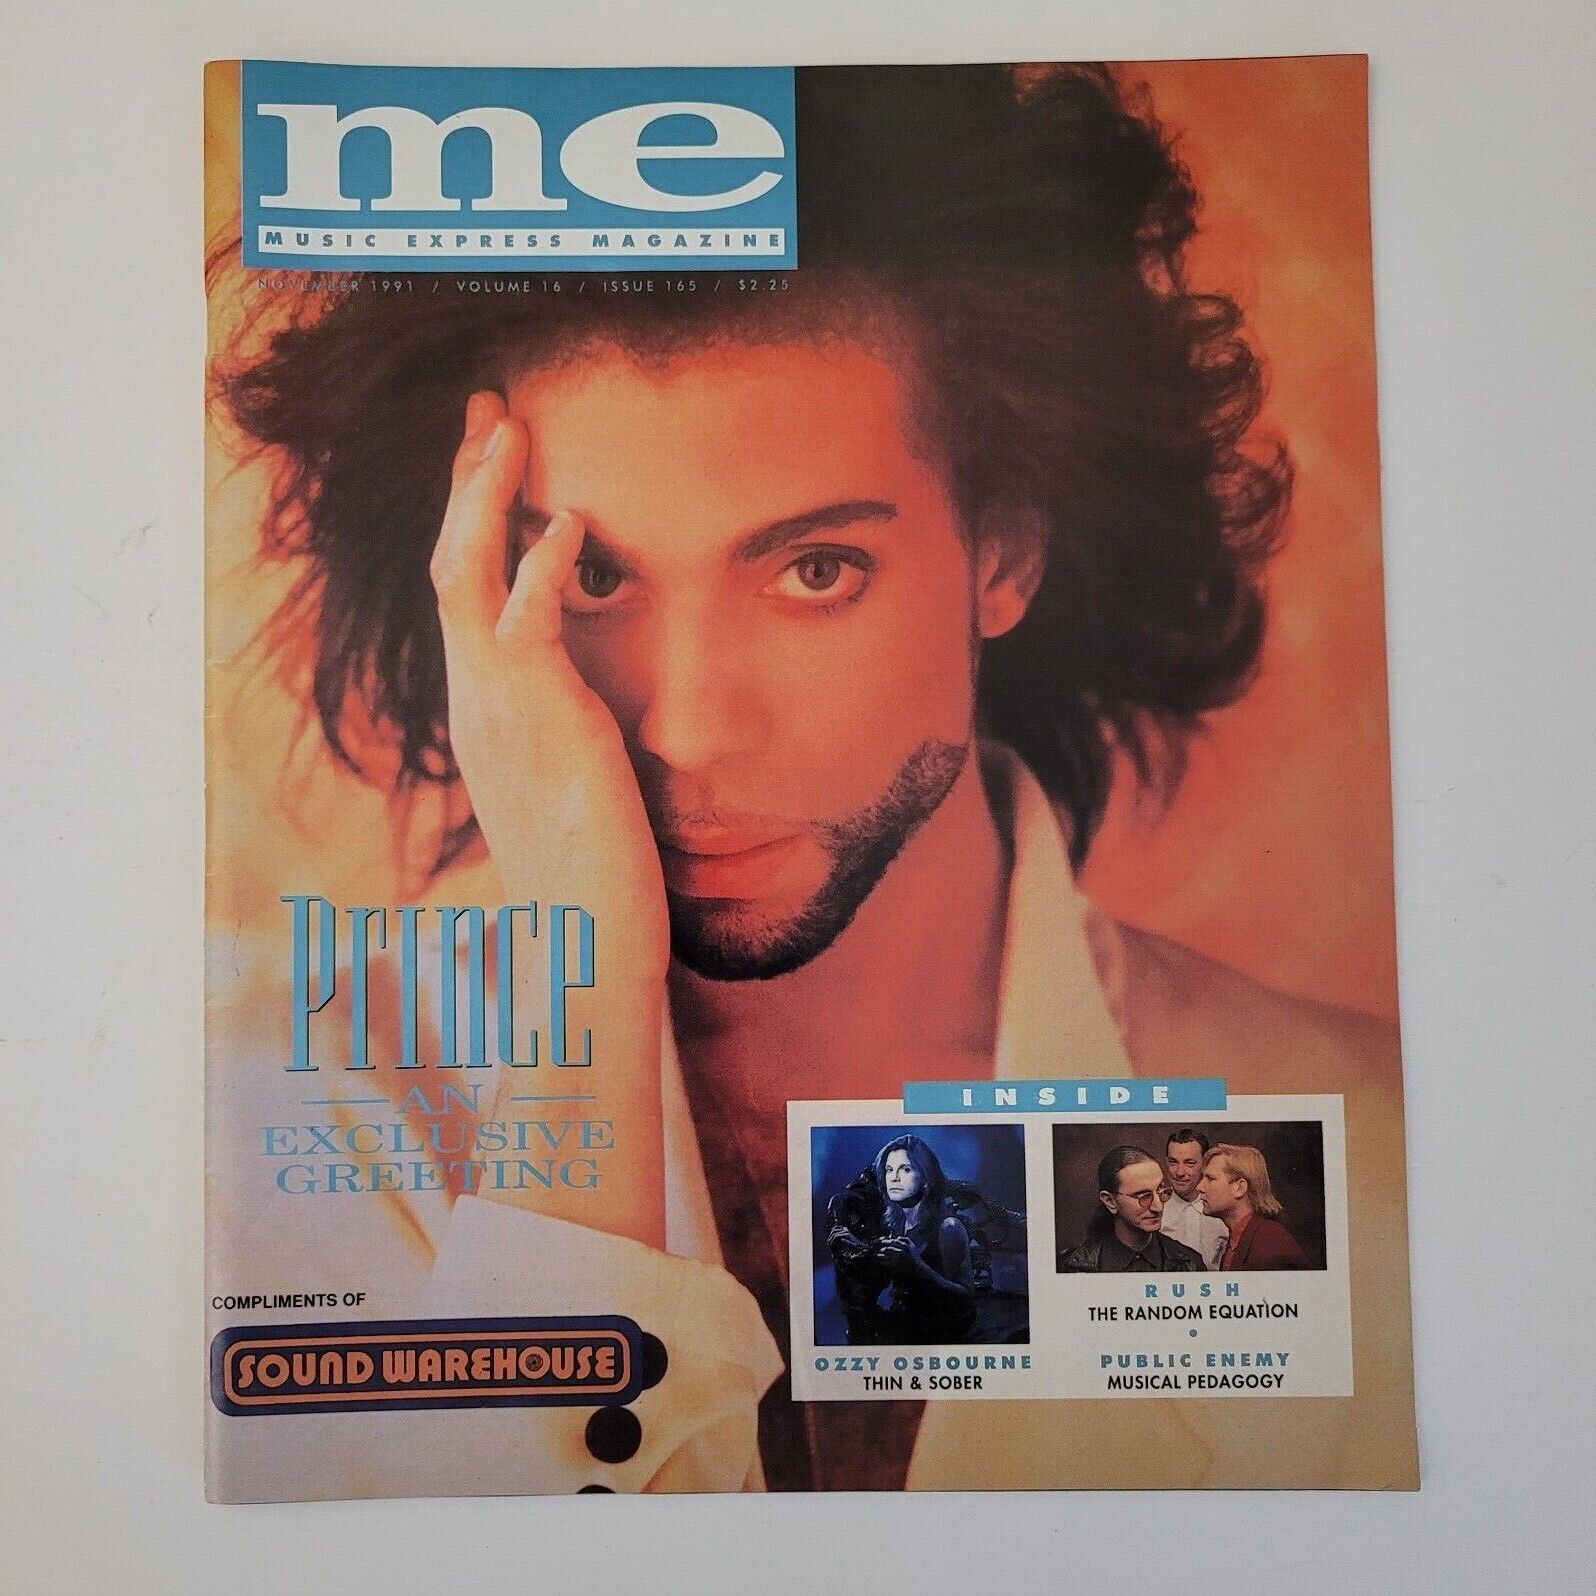 me
MUSIC EXPRESS MAGAZINE
NOVEMBER 1991 / VOLUME 16 / ISSUE 165 / $2.25
Prince
AN
EXCLUSIVE
GREETING
COMPLIMENTS OF
SOUND WAREHOUSE
INSIDE
OZZY OSBOURNE
THIN & SOBER
RUSH
THE RANDOM EQUATION
PUBLIC ENEMY
MUSICAL PEDAGOGY